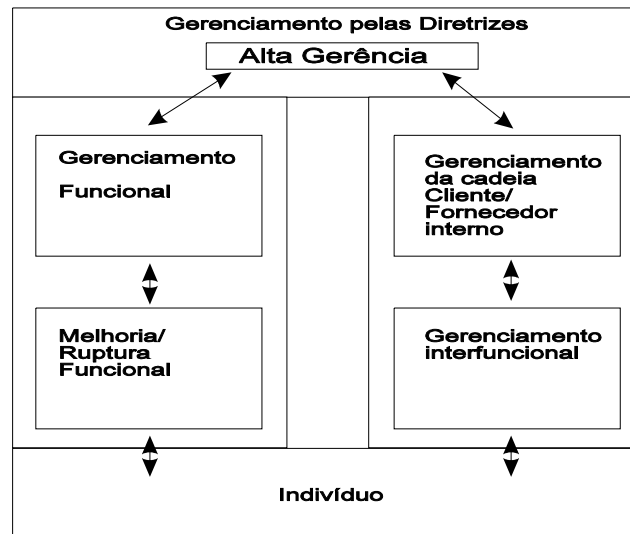 Gerenciamento pelas Diretrizes
Alta Gerência
Gerenciamento
Funcional
Melhoria/
Ruptura
Funcional
Gerenciamento
da cadeia
Cliente/
Fornecedor
interno
Gerenciamento
interfuncional
Indivíduo